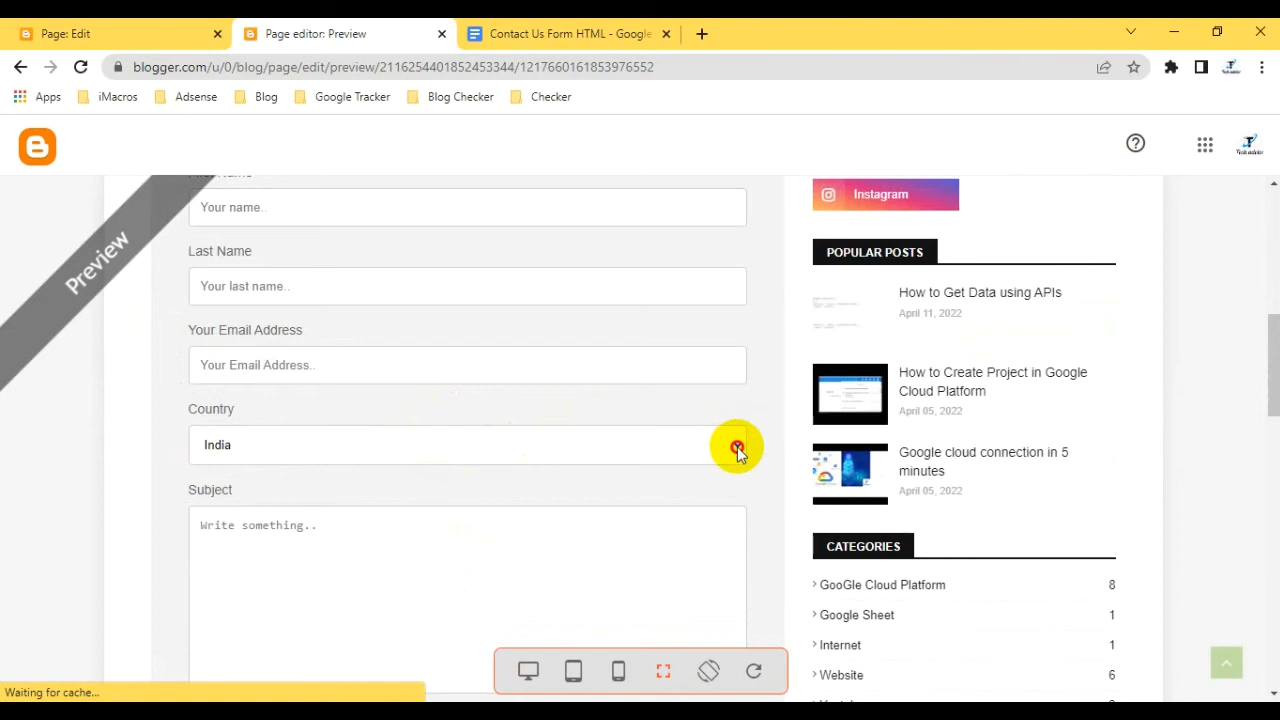 Page: Edit
Page editor: Preview
Contact Us Form HTML - Google
blogger.com/u/0/blog/page/edit/preview/2116254401852453344/1217660161853976552
Apps
iMacros
Adsense
Blog
Google Tracker
Blog Checker
Checker
Preview
Your name..
Last Name
Your last name..
Your Email Address
Your Email Address..
Country
India
Subject
Write something..
Instagram
POPULAR POSTS
How to Get Data using APIs
April 11, 2022
How to Create Project in Google
Cloud Platform
April 05, 2022
Google cloud connection in 5
minutes
April 05, 2022
CATEGORIES
GooGle Cloud Platform 8
Google Sheet 1
Internet 1
Website 6
Waiting for cache...